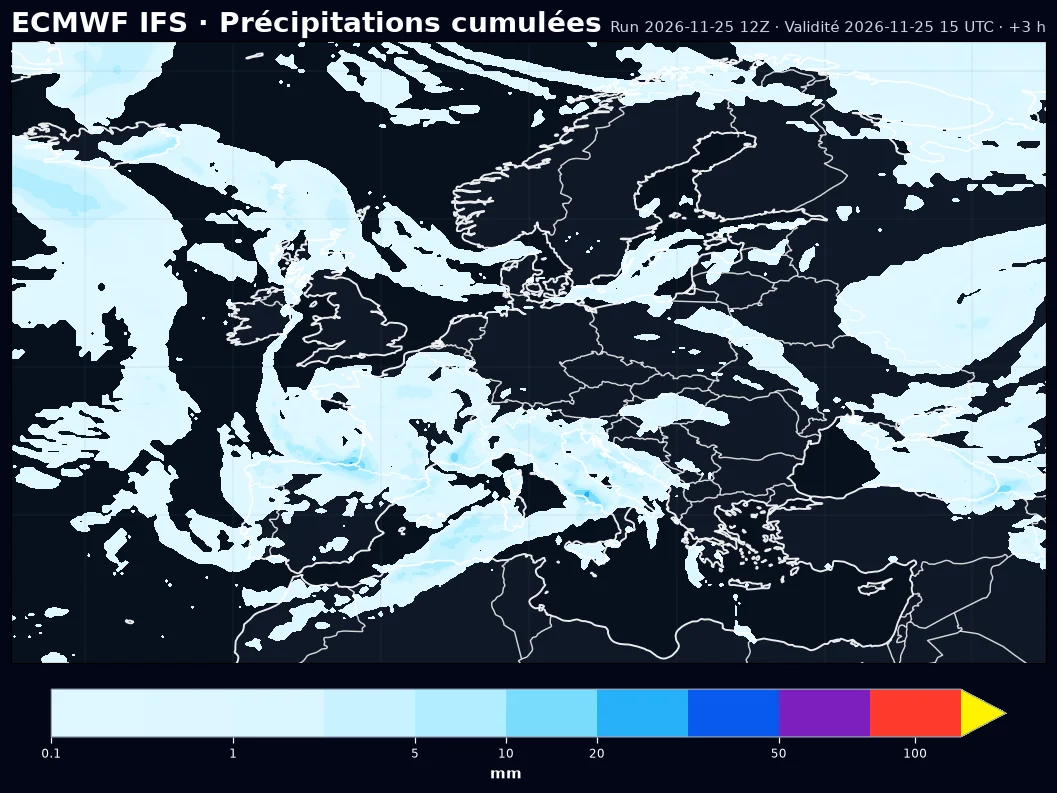 ECMWF IFS · Précipitations cumulées Run 2026-11-25 12Z · Validité 2026-11-25 15 UTC · +3 h
0.1 1 5 10 20 50 100
mm